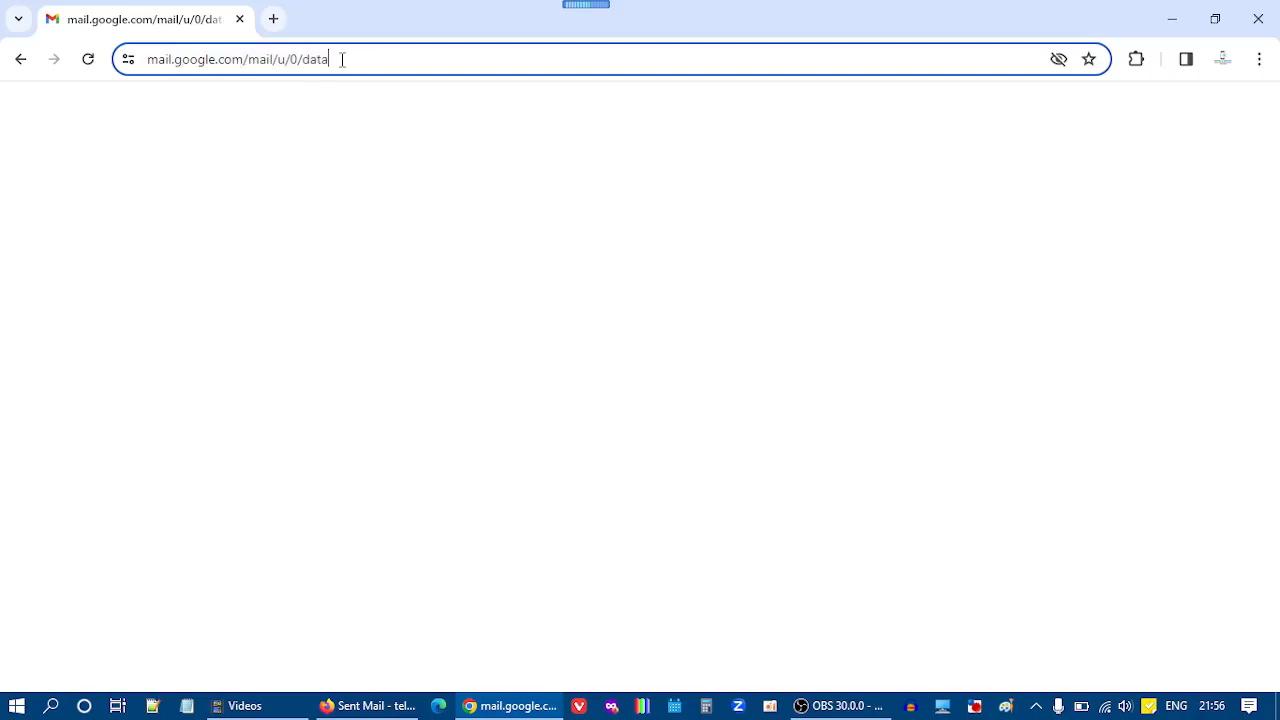 mail.google.com/mail/u/0/dat
mail.google.com/mail/u/0/data
Videos
Sent Mail - tel...
mail.google.c...
OBS 30.0.0 - ...
ENG
21:56